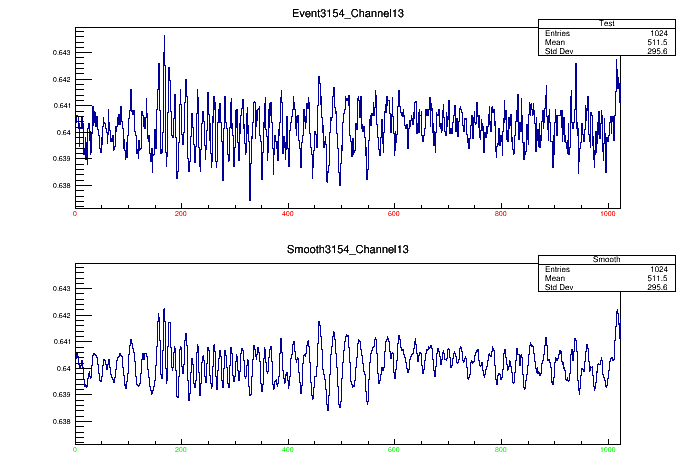 Event3154_Channel13
Test
Entries 1024
Mean 511.5
Std Dev 295.6
0.643
0.642
0.641
0.64
0.639
0.638
0 200 400 600 800 1000
Smooth3154_Channel13
Smooth
Entries 1024
Mean 511.5
Std Dev 295.6
0.643
0.642
0.641
0.64
0.639
0.638
0 200 400 600 800 1000